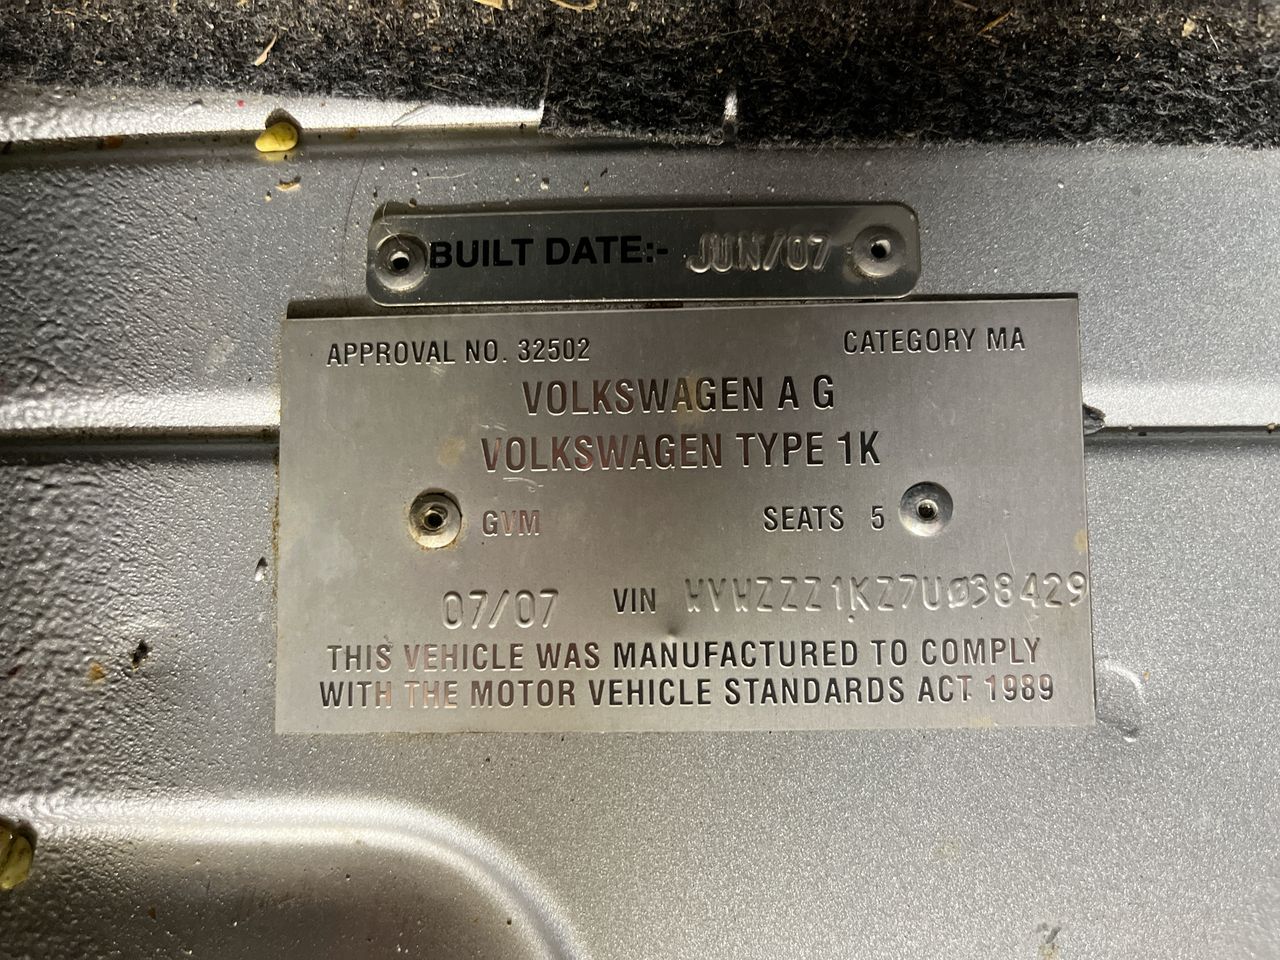 BUILT DATE:- JUN/07
APPROVAL NO. 32502 CATEGORY MA
VOLKSWAGEN A G
VOLKSWAGEN TYPE 1K
GVM SEATS 5
07/07 VIN WVWZZZ1KZ7U038429
THIS VEHICLE WAS MANUFACTURED TO COMPLY
WITH THE MOTOR VEHICLE STANDARDS ACT 1989